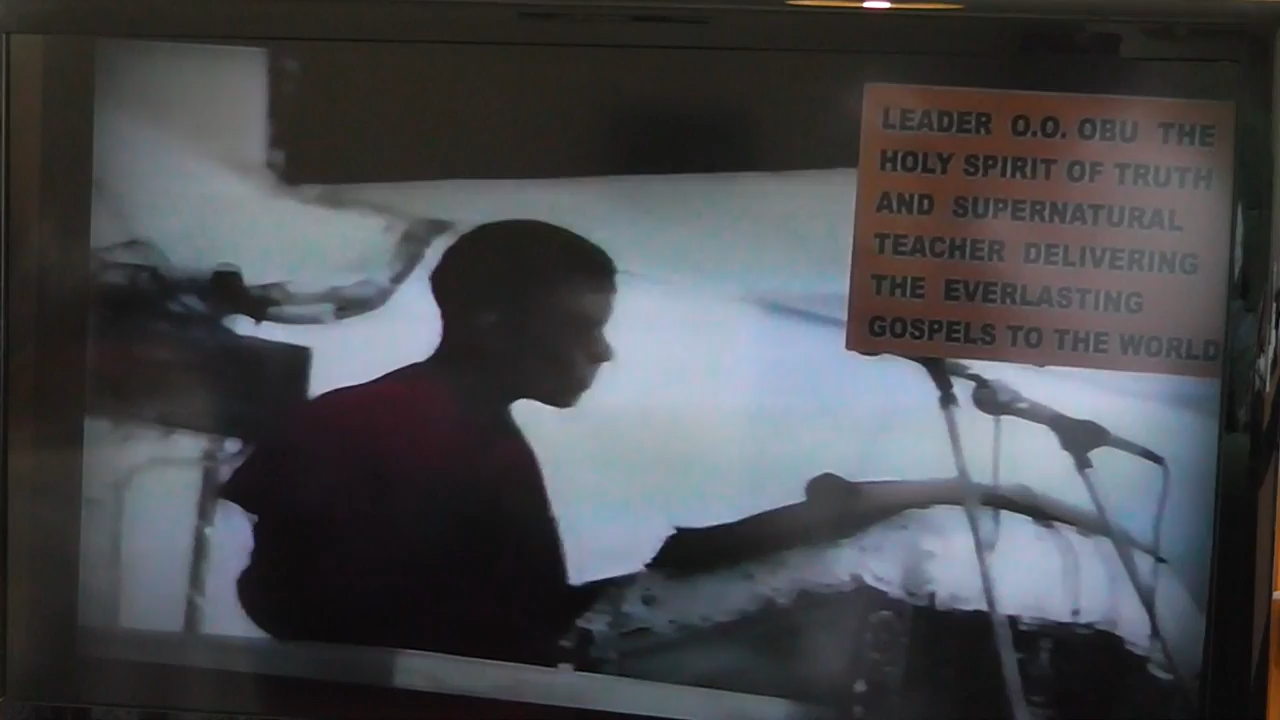 LEADER O.O. OBU THE
HOLY SPIRIT OF TRUTH
AND SUPERNATURAL
TEACHER DELIVERING
THE EVERLASTING
GOSPELS TO THE WORLD